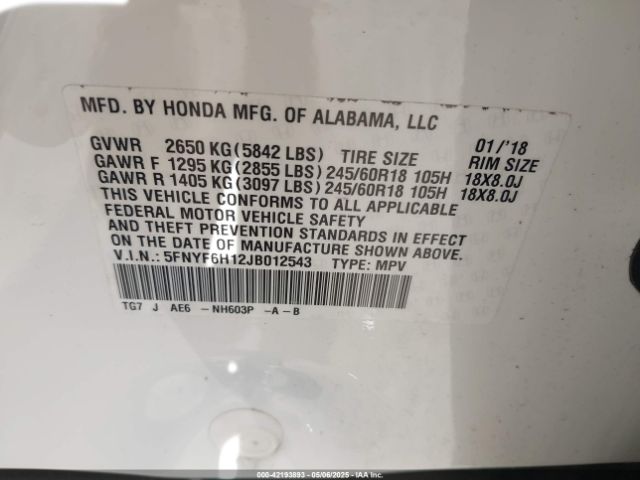 MFD. BY HONDA MFG. OF ALABAMA, LLC
GVWR 2650 KG (5842 LBS) TIRE SIZE 01/'18 RIM SIZE
GAWR F 1295 KG (2855 LBS) 245/60R18 105H 18X8.0J
GAWR R 1405 KG (3097 LBS) 245/60R18 105H 18X8.0J
THIS VEHICLE CONFORMS TO ALL APPLICABLE
FEDERAL MOTOR VEHICLE SAFETY
AND THEFT PREVENTION STANDARDS IN EFFECT
ON THE DATE OF MANUFACTURE SHOWN ABOVE.
V.I.N.: 5FNYF6H12JB012543 TYPE: MPV
TG7 J AE6 -NH603P -A-B
000-42193893 - 05/06/2025 - IAA Inc.